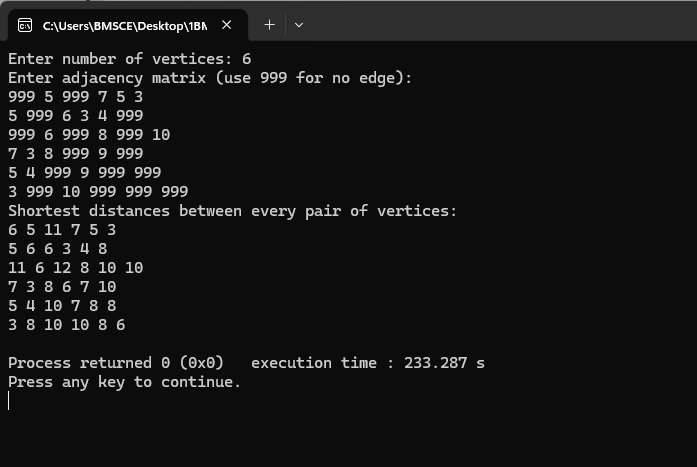 C:\Users\BMSCE\Desktop\1BM
Enter number of vertices: 6
Enter adjacency matrix (use 999 for no edge):
999 5 999 7 5 3
5 999 6 3 4 999
999 6 999 8 999 10
7 3 8 999 9 999
5 4 999 9 999 999
3 999 10 999 999 999
Shortest distances between every pair of vertices:
6 5 11 7 5 3
5 6 6 3 4 8
11 6 12 8 10 10
7 3 8 6 7 10
5 4 10 7 8 8
3 8 10 10 8 6
Process returned 0 (0x0)   execution time : 233.287 s
Press any key to continue.